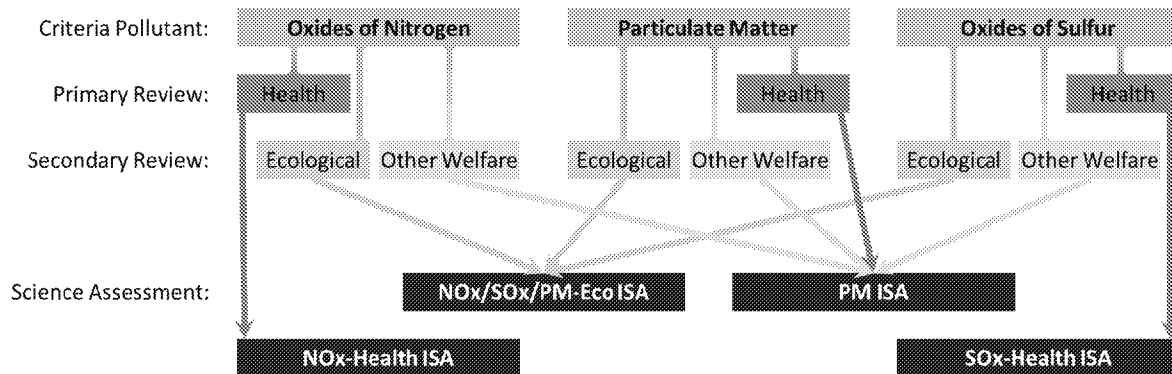 Criteria Pollutant: Oxides of Nitrogen Particulate Matter Oxides of Sulfur
Primary Review: Health Health Health
Secondary Review: Ecological Other Welfare Ecological Other Welfare Ecological Other Welfare
Science Assessment: NOx/SOx/PM-Eco ISA PM ISA
NOx-Health ISA SOx-Health ISA